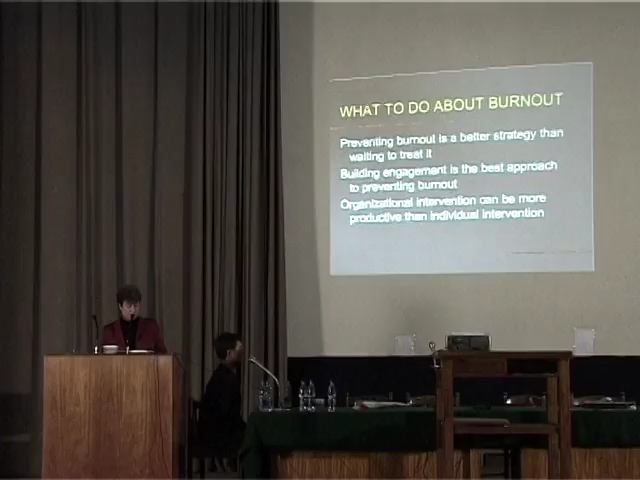 WHAT TO DO ABOUT BURNOUT
Preventing burnout is a better strategy than
waiting to treat it
Building engagement is the best approach
to preventing burnout
Organizational intervention can be more
productive than individual intervention